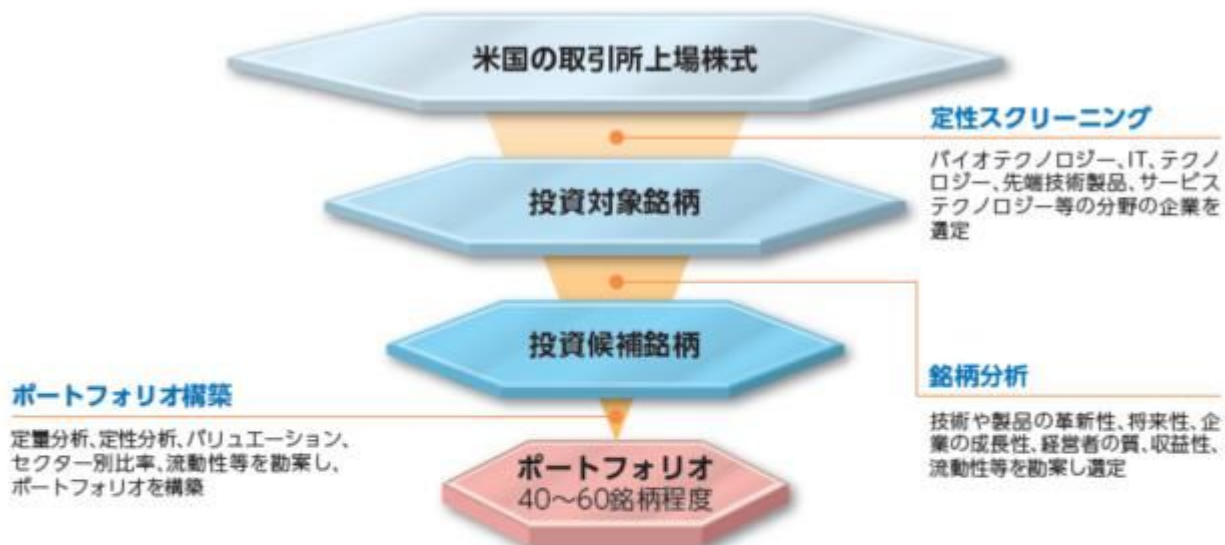 米国の取引所上場株式
定性スクリーニング
バイオテクノロジー、IT、テクノ
ロジー、先端技術製品、サービス
テクノロジー等の分野の企業を
選定
投資対象銘柄
投資候補銘柄
銘柄分析
技術や製品の革新性、将来性、企
業の成長性、経営者の質、収益性、
流動性等を勘案し選定
ポートフォリオ構築
定量分析、定性分析、バリュエーション、
セクター別比率、流動性等を勘案し、
ポートフォリオを構築
ポートフォリオ
40～60銘柄程度